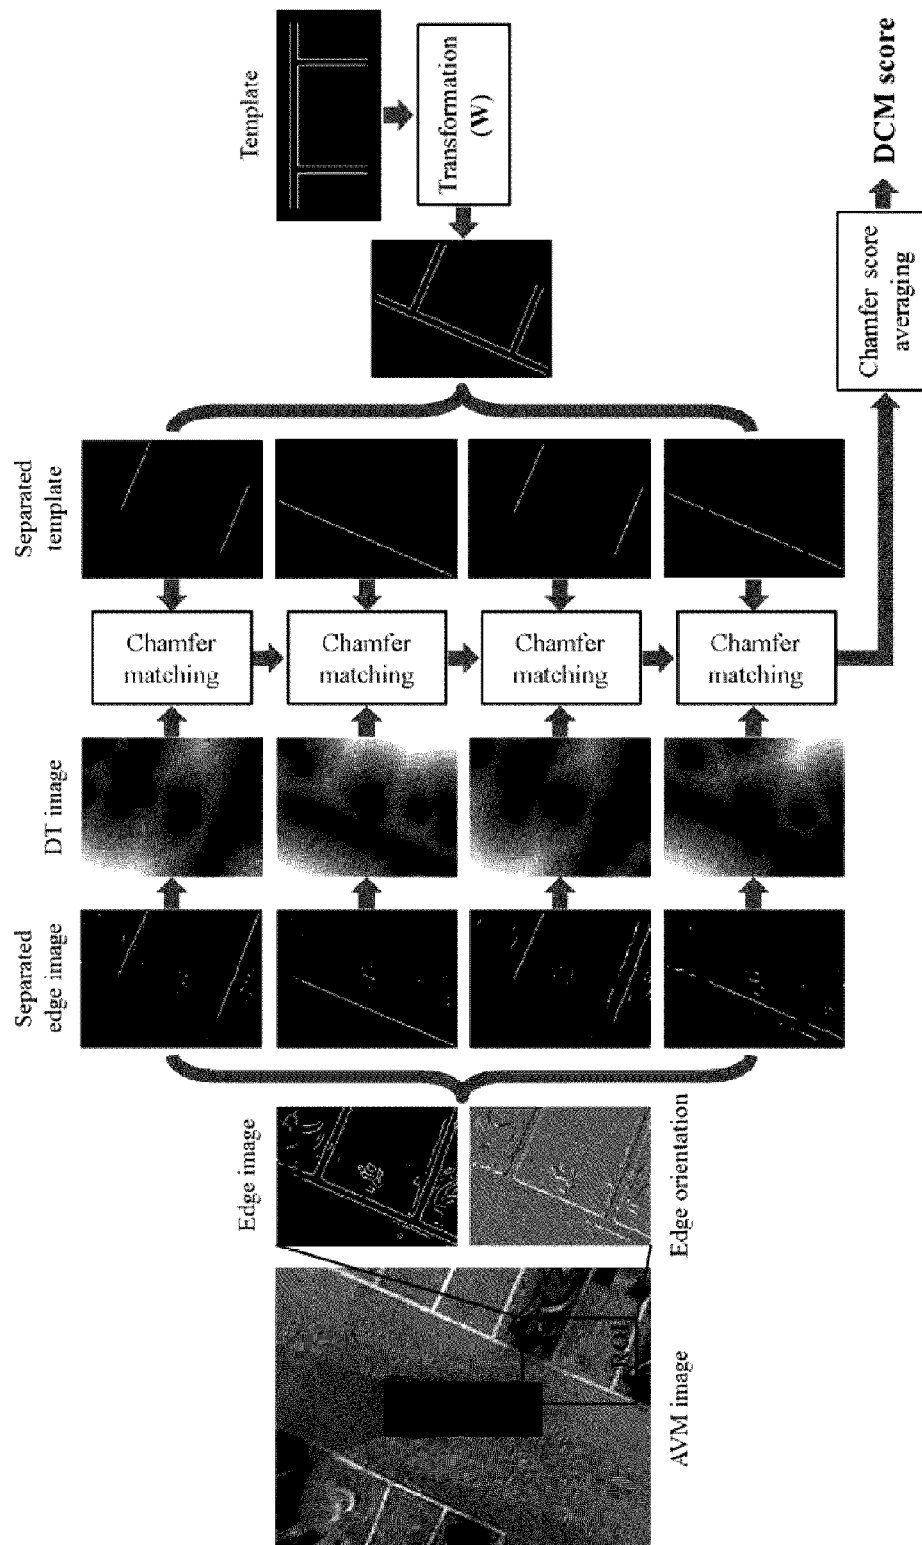 AVM image
ROI
Edge image
Edge orientation
Separated
edge image
DT image
Chamfer
matching
Chamfer
matching
Chamfer
matching
Chamfer
matching
Separated
template
Template
Transformation
(W)
Chamfer score
averaging
DCM score